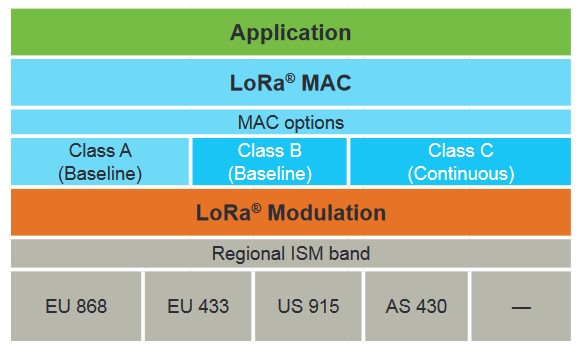 Application
LoRa® MAC
MAC options
Class A
(Baseline)
Class B
(Baseline)
Class C
(Continuous)
LoRa® Modulation
Regional ISM band
EU 868
EU 433
US 915
AS 430
—